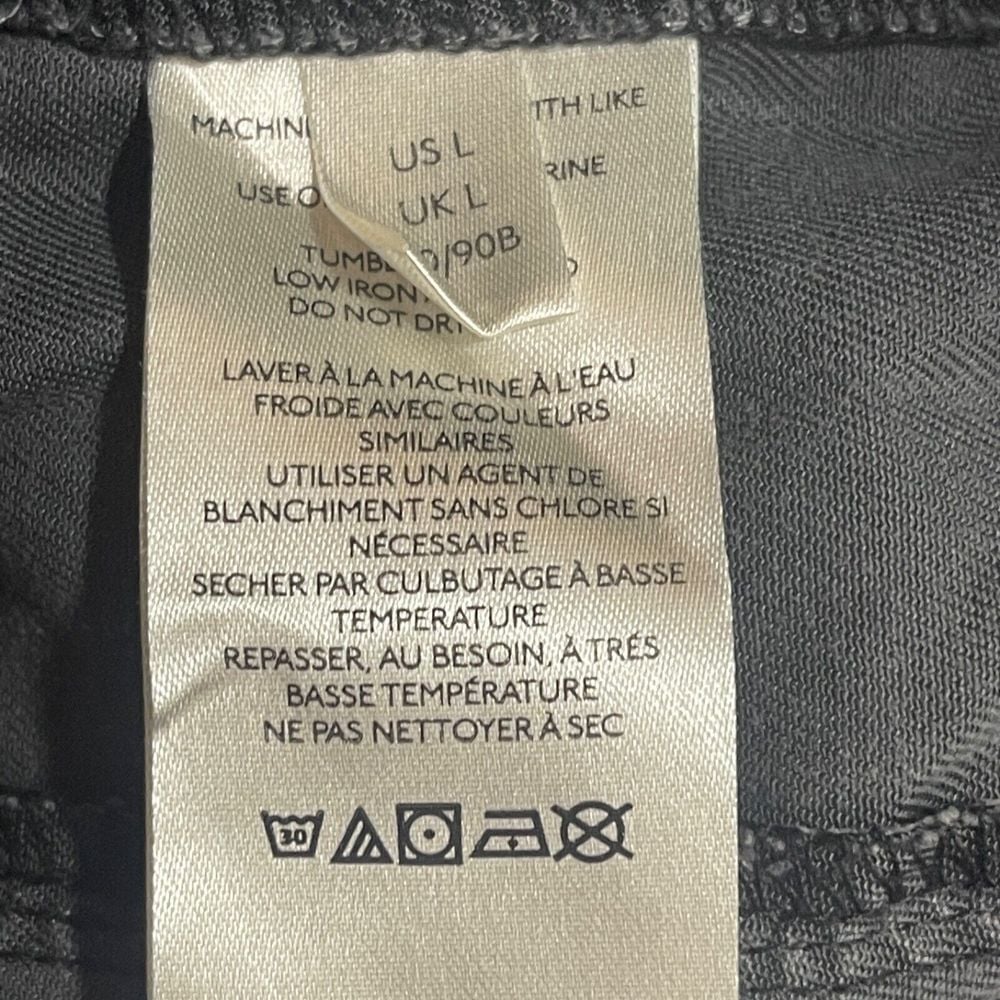 ITH LIKE
US L
UK L
/90B
MACHIN
USE O
RINE
TUMB
LOW IRON
DO NOT DR
LAVER À LA MACHINE À L'EAU
FROIDE AVEC COULEURS
SIMILAIRES
UTILISER UN AGENT DE
BLANCHIMENT SANS CHLORE SI
NÉCESSAIRE
SECHER PAR CULBUTAGE À BASSE
TEMPERATURE
REPASSER, AU BESOIN, À TRÉS
BASSE TEMPÉRATURE
NE PAS NETTOYER À SEC
30